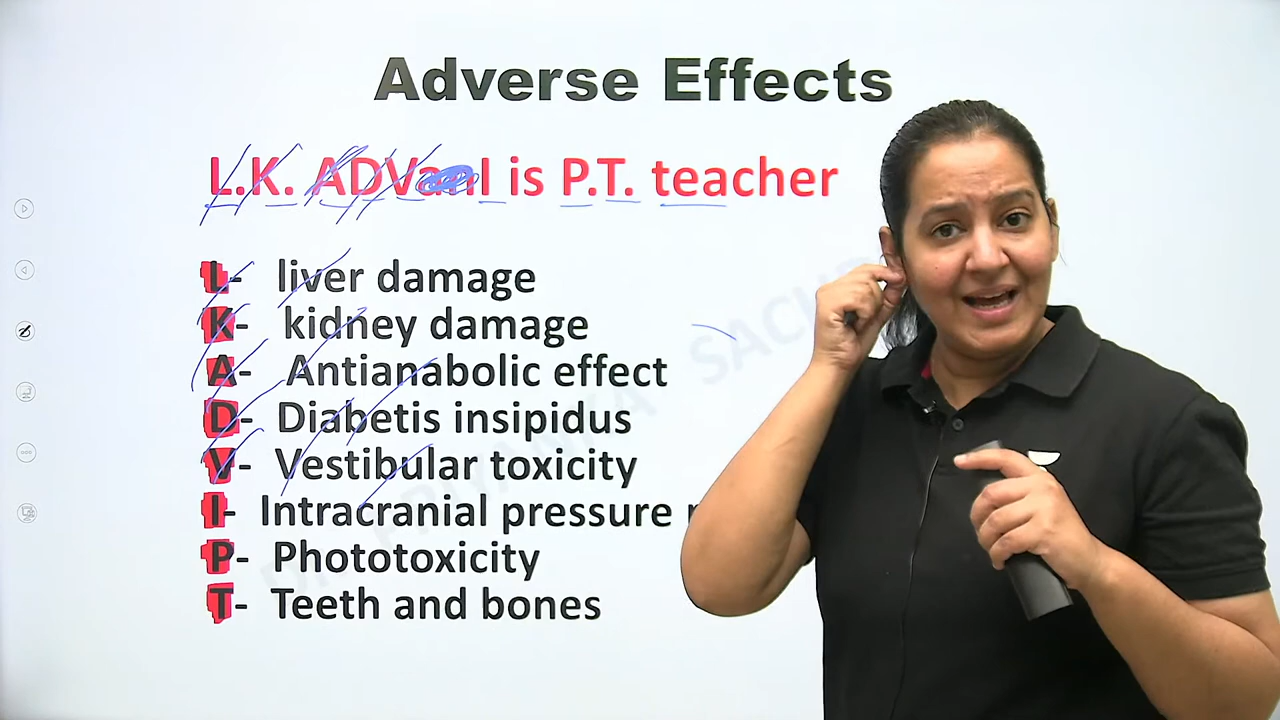 Adverse Effects
L.K. ADVanI is P.T. teacher
L- liver damage
K- kidney damage
A- Antianabolic effect
D- Diabetis insipidus
V- Vestibular toxicity
I- Intracranial pressure
P- Phototoxicity
T- Teeth and bones